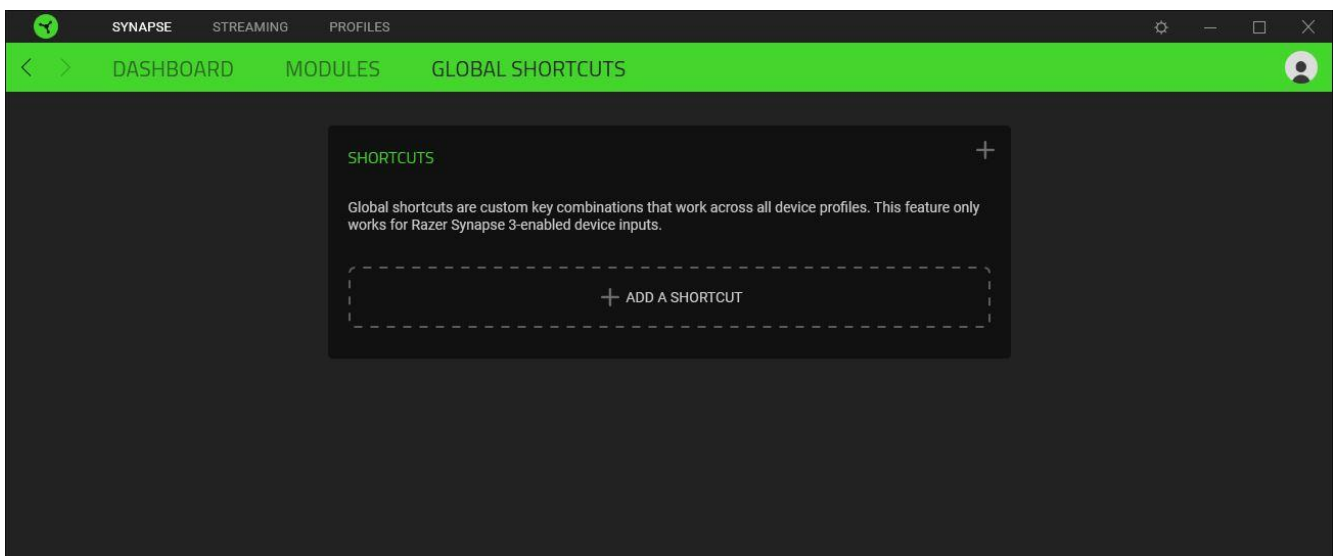 SYNAPSE STREAMING PROFILES
DASHBOARD MODULES GLOBAL SHORTCUTS
SHORTCUTS
Global shortcuts are custom key combinations that work across all device profiles. This feature only
works for Razer Synapse 3-enabled device inputs.
ADD A SHORTCUT